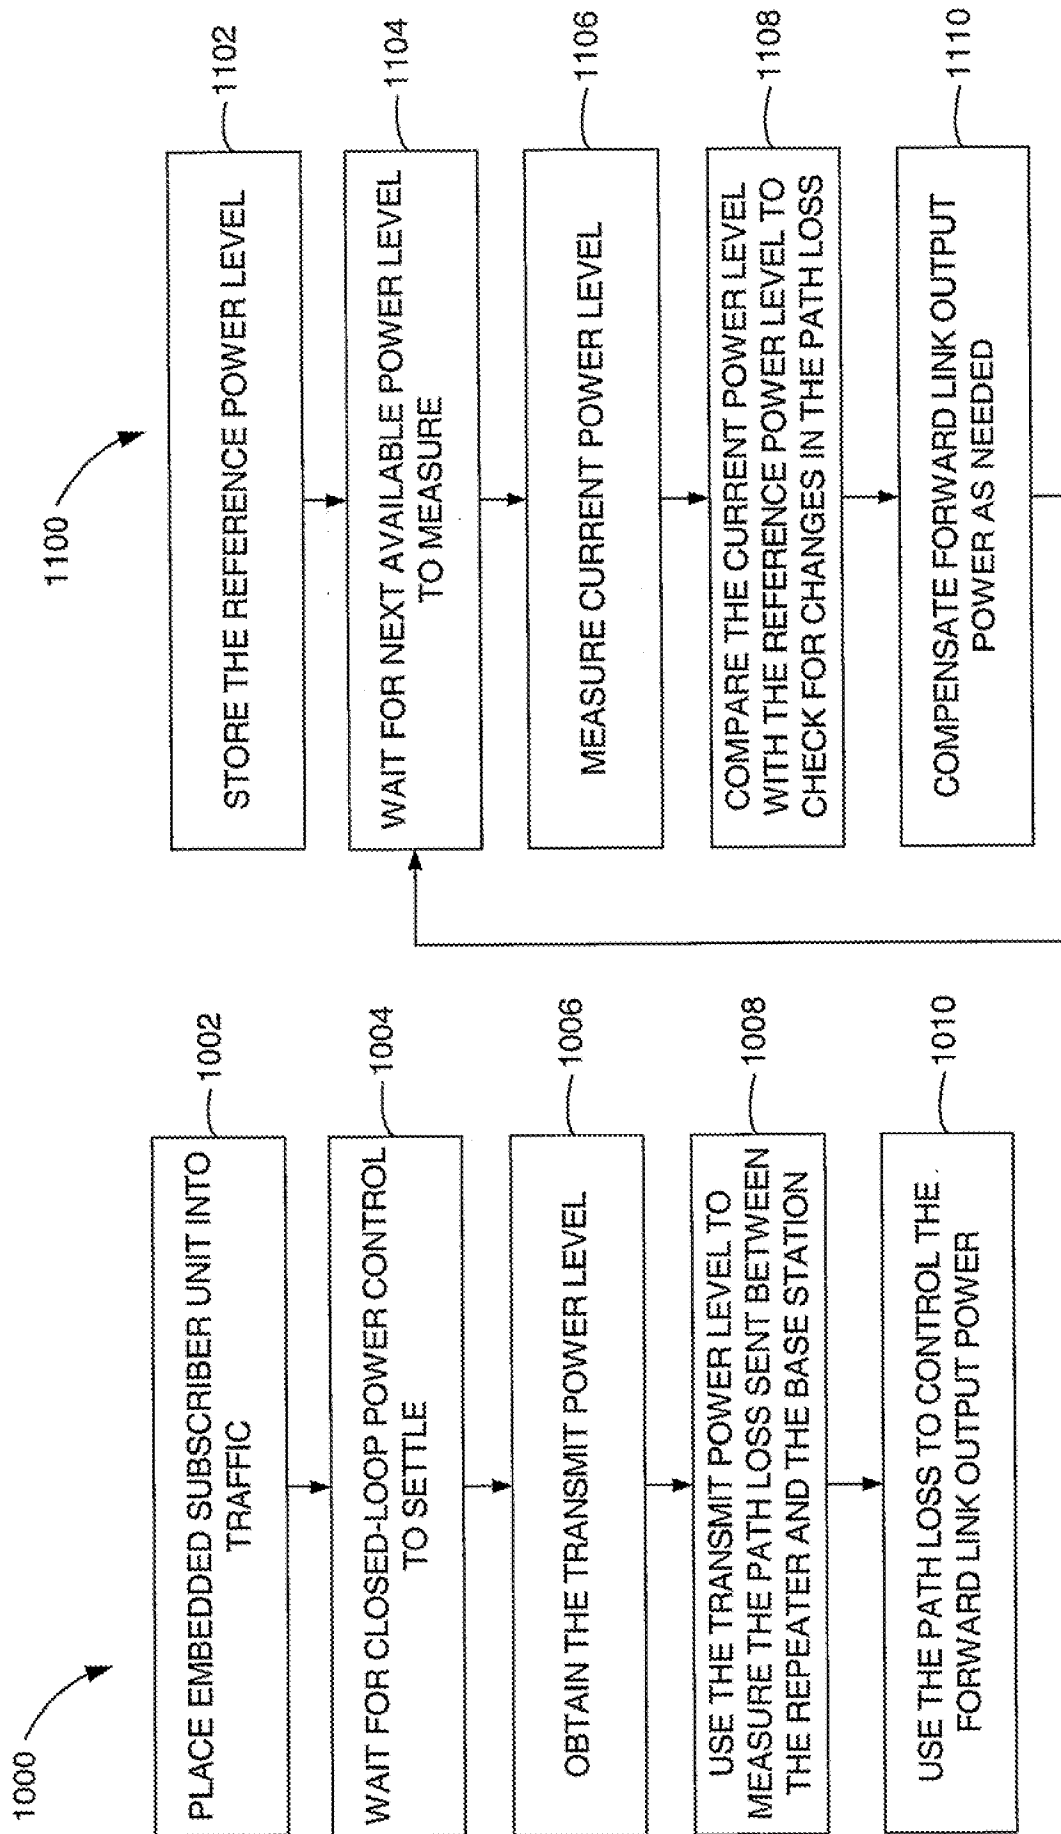 1000
PLACE EMBEDDED SUBSCRIBER UNIT INTO
TRAFFIC
1002
WAIT FOR CLOSED-LOOP POWER CONTROL
TO SETTLE
1004
OBTAIN THE TRANSMIT POWER LEVEL
1006
USE THE TRANSMIT POWER LEVEL TO
MEASURE THE PATH LOSS SENT BETWEEN
THE REPEATER AND THE BASE STATION
1008
USE THE PATH LOSS TO CONTROL THE
FORWARD LINK OUTPUT POWER
1010
1100
STORE THE REFERENCE POWER LEVEL
1102
WAIT FOR NEXT AVAILABLE POWER LEVEL
TO MEASURE
1104
MEASURE CURRENT POWER LEVEL
1106
COMPARE THE CURRENT POWER LEVEL
WITH THE REFERENCE POWER LEVEL TO
CHECK FOR CHANGES IN THE PATH LOSS
1108
COMPENSATE FORWARD LINK OUTPUT
POWER AS NEEDED
1110